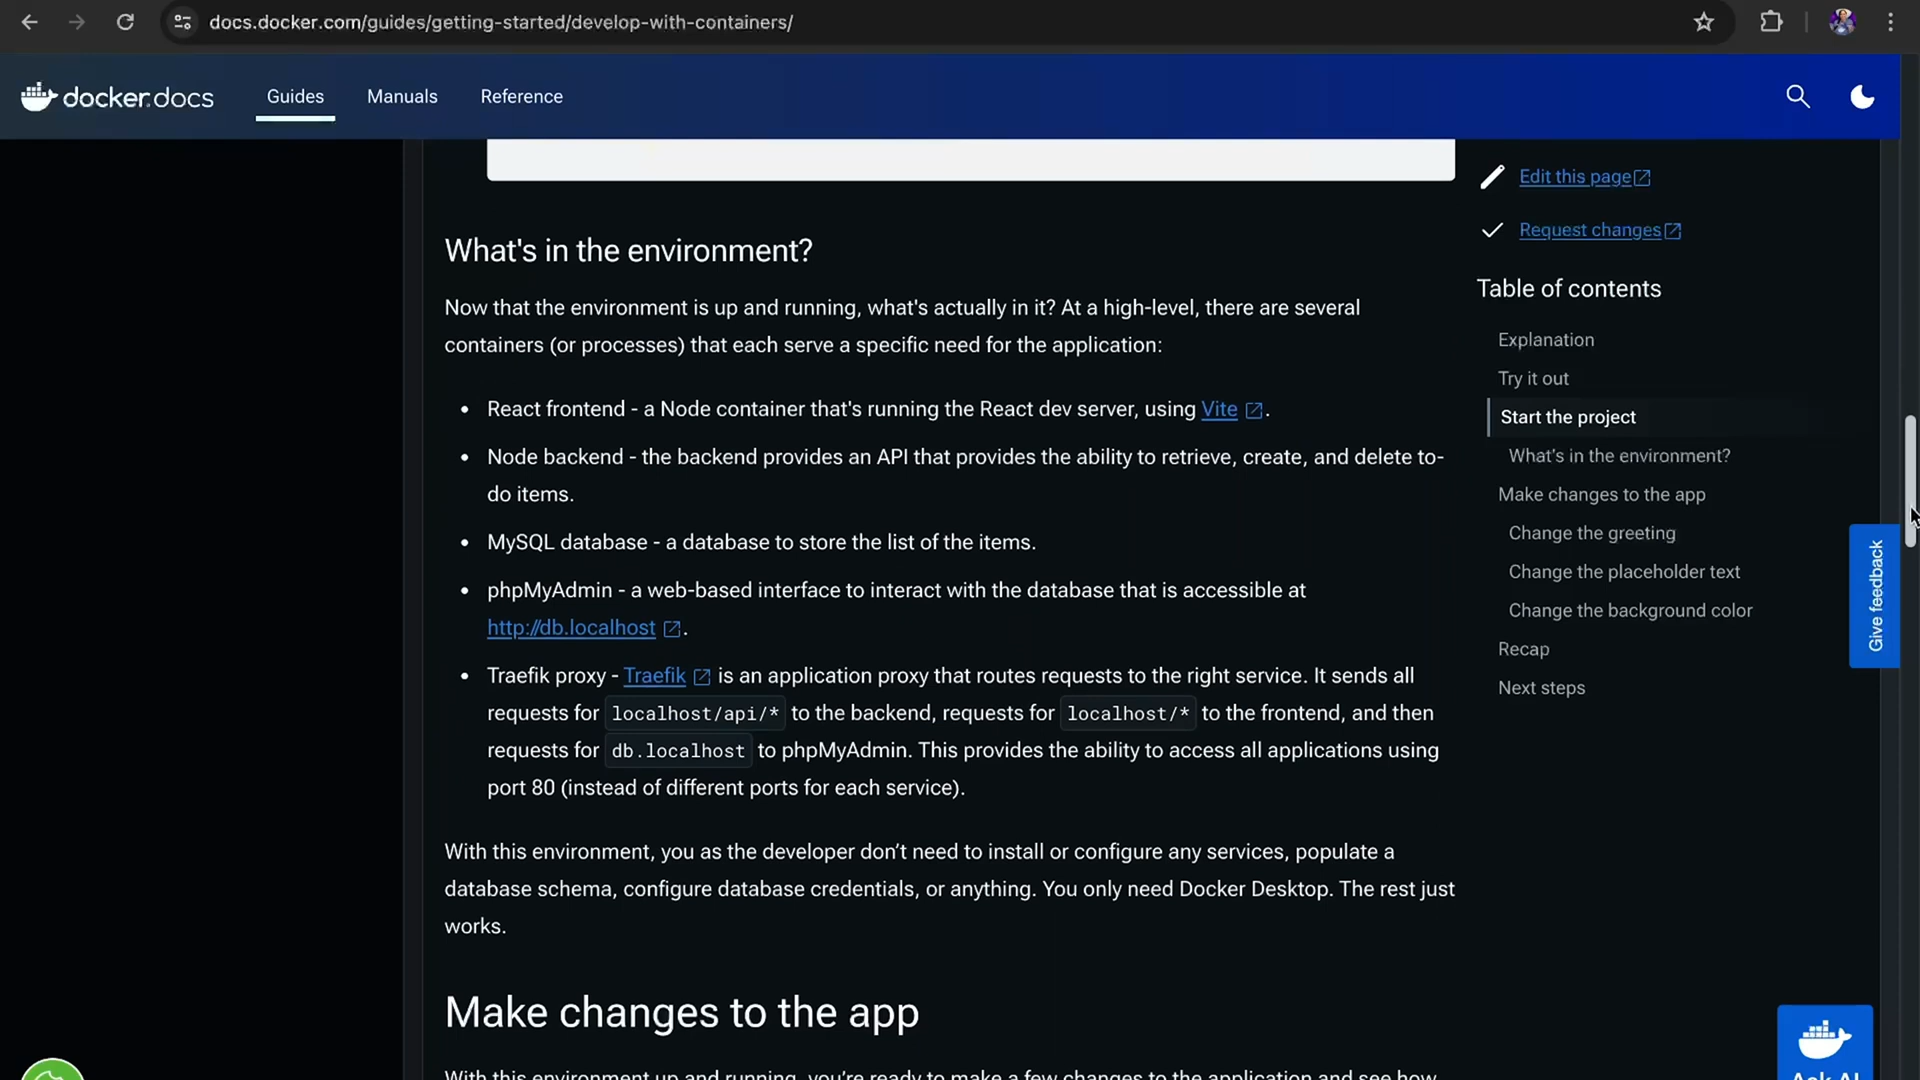 docs.docker.com/guides/getting-started/develop-with-containers/
docker.docs
Guides
Manuals
Reference
Edit this page
Request changes
What's in the environment?
Now that the environment is up and running, what's actually in it? At a high-level, there are several
containers (or processes) that each serve a specific need for the application:
• React frontend - a Node container that's running the React dev server, using Vite.
• Node backend - the backend provides an API that provides the ability to retrieve, create, and delete to-
do items.
• MySQL database - a database to store the list of the items.
• phpMyAdmin - a web-based interface to interact with the database that is accessible at
http://db.localhost.
• Traefik proxy - Traefik is an application proxy that routes requests to the right service. It sends all
requests for localhost/api/* to the backend, requests for localhost/* to the frontend, and then
requests for db.localhost to phpMyAdmin. This provides the ability to access all applications using
port 80 (instead of different ports for each service).
With this environment, you as the developer don’t need to install or configure any services, populate a
database schema, configure database credentials, or anything. You only need Docker Desktop. The rest just
works.
Make changes to the app
With this environment up and running, you’re ready to make a few changes to the application and see how
Table of contents
Explanation
Try it out
Start the project
What's in the environment?
Make changes to the app
Change the greeting
Change the placeholder text
Change the background color
Recap
Next steps
Give feedback
Ask AI